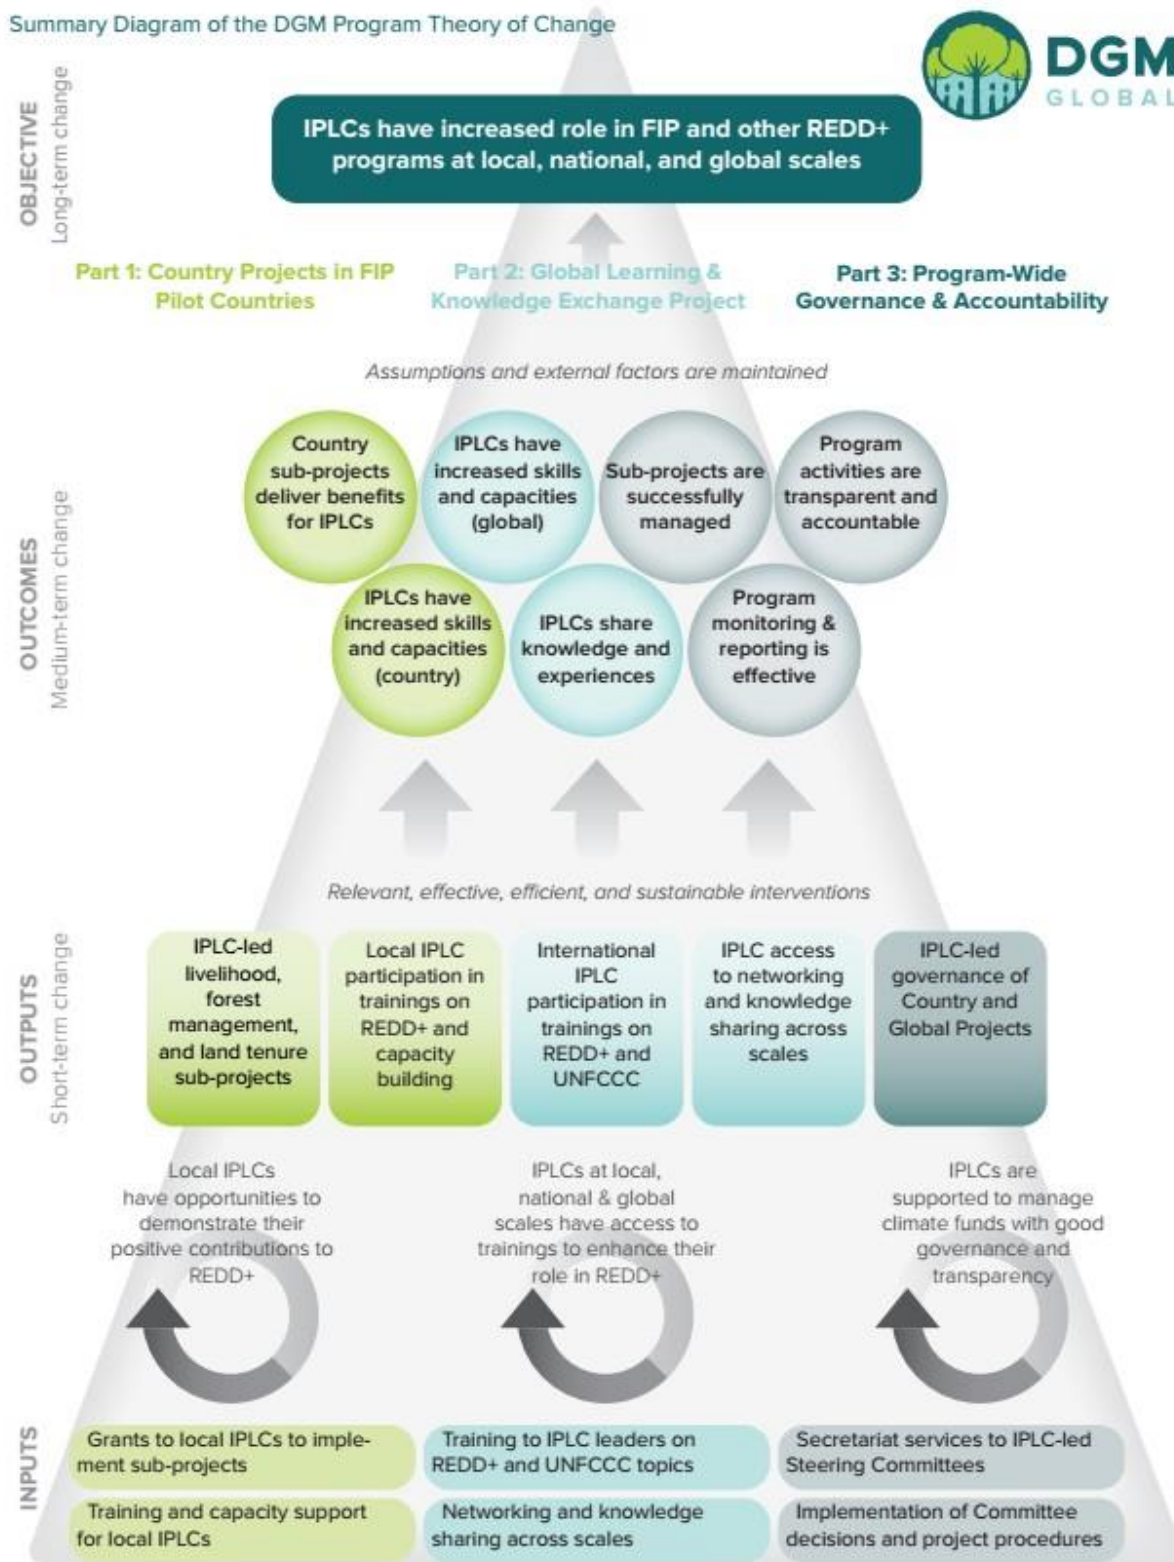 Summary Diagram of the DGM Program Theory of Change
DGM
GLOBAL
OBJECTIVE
Long-term change
IPLCs have increased role in FIP and other REDD+
programs at local, national, and global scales
Part 1: Country Projects in FIP
Pilot Countries
Part 2: Global Learning &
Knowledge Exchange Project
Part 3: Program-Wide
Governance & Accountability
Assumptions and external factors are maintained
OUTCOMES
Medium-term change
Country
sub-projects
deliver benefits
for IPLCs
IPLCs have
increased skills
and capacities
(global)
Sub-projects are
successfully
managed
Program
activities are
transparent and
accountable
IPLCs have
increased skills
and capacities
(country)
IPLCs share
knowledge and
experiences
Program
monitoring &
reporting is
effective
Relevant, effective, efficient, and sustainable interventions
OUTPUTS
Short-term change
IPLC-led
livelihood,
forest
management,
and land tenure
sub-projects
Local IPLC
participation in
trainings on
REDD+ and
capacity
building
International
IPLC
participation in
trainings on
REDD+ and
UNFCCC
IPLC access
to networking
and knowledge
sharing across
scales
IPLC-led
governance of
Country and
Global Projects
Local IPLCs
have opportunities to
demonstrate their
positive contributions to
REDD+
IPLCs at local,
national & global
scales have access to
trainings to enhance their
role in REDD+
IPLCs are
supported to manage
climate funds with good
governance and
transparency
INPUTS
Grants to local IPLCs to imple-
ment sub-projects
Training to IPLC leaders on
REDD+ and UNFCCC topics
Secretariat services to IPLC-led
Steering Committees
Training and capacity support
for local IPLCs
Networking and knowledge
sharing across scales
Implementation of Committee
decisions and project procedures